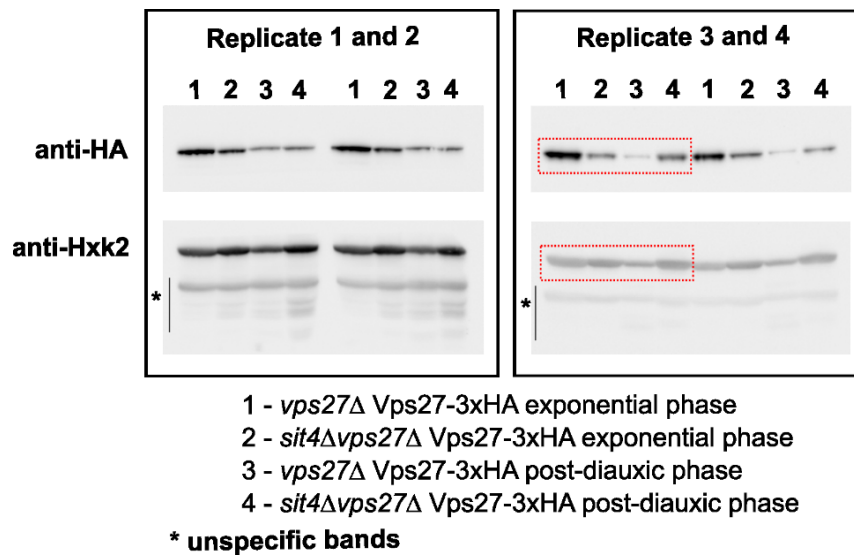 Replicate 1 and 2
Replicate 3 and 4
1 2 3 4 1 2 3 4
1 2 3 4 1 2 3 4
anti-HA
anti-Hxk2
*
*
1 - vps27Δ Vps27-3xHA exponential phase
2 - sit4Δvps27Δ Vps27-3xHA exponential phase
3 - vps27Δ Vps27-3xHA post-diauxic phase
4 - sit4Δvps27Δ Vps27-3xHA post-diauxic phase
* unspecific bands